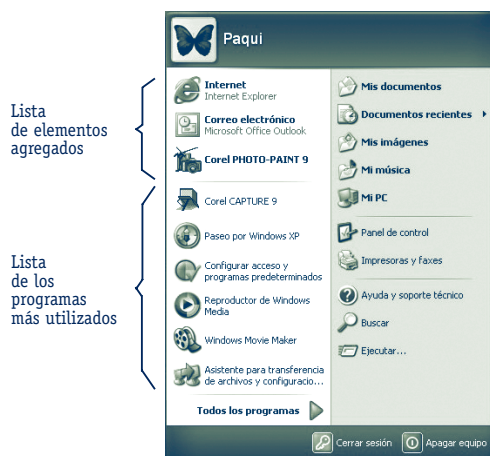 Paqui
Lista
de elementos
agregados
Internet
Internet Explorer
Correo electrónico
Microsoft Office Outlook
Corel PHOTO-PAINT 9
Lista
de los
programas
más utilizados
Corel CAPTURE 9
Paseo por Windows XP
Configurar acceso y
programas predeterminados
Reproductor de Windows
Media
Windows Movie Maker
Asistente para transferencia
de archivos y configuracio...
Todos los programas
Mis documentos
Documentos recientes
Mis imágenes
Mi música
Mi PC
Panel de control
Impresoras y faxes
Ayuda y soporte técnico
Buscar
Ejecutar...
Cerrar sesión
Apagar equipo